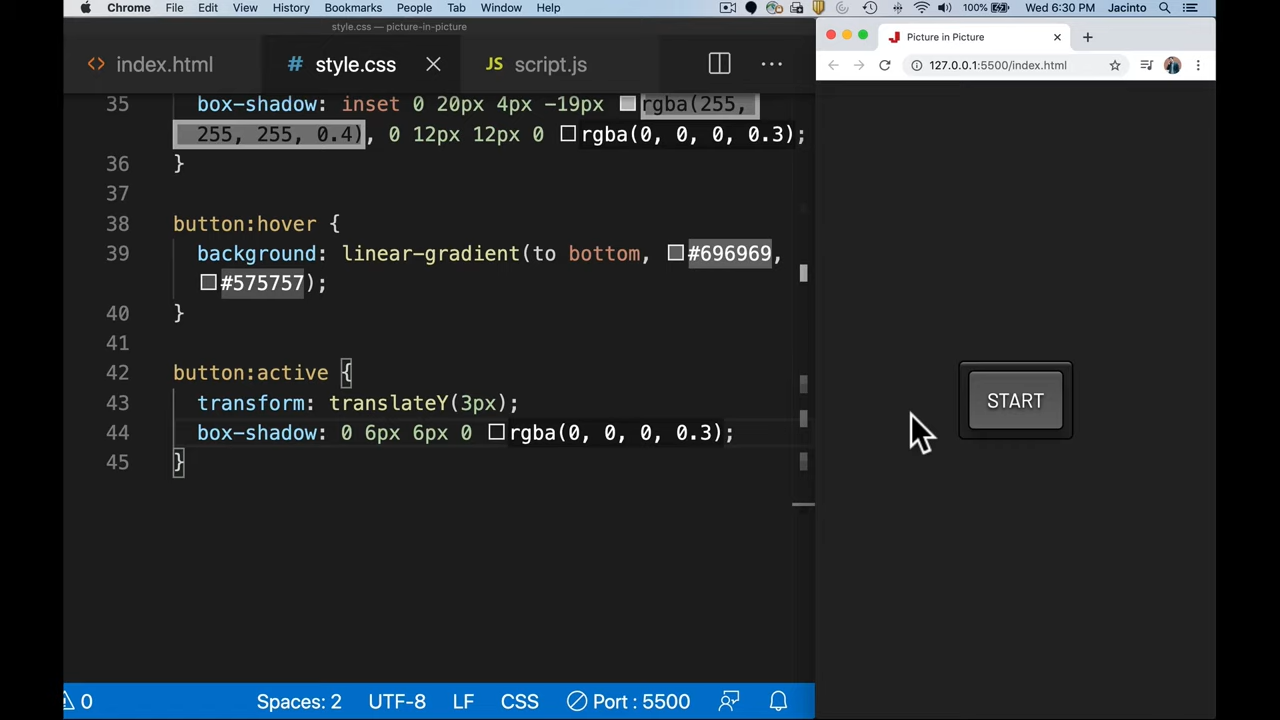 Chrome File Edit View History Bookmarks People Tab Window Help 100% Wed 6:30 PM Jacinto
style.css — picture-in-picture
<> index.html # style.css JS script.js
35 box-shadow: inset 0 20px 4px -19px rgba(255,
255, 255, 0.4), 0 12px 12px 0 rgba(0, 0, 0, 0.3);
36 }
37
38 button:hover {
39 background: linear-gradient(to bottom, #696969,
#575757);
40 }
41
42 button:active {
43 transform: translateY(3px);
44 box-shadow: 0 6px 6px 0 rgba(0, 0, 0, 0.3);
45 }
0 Spaces: 2 UTF-8 LF CSS Port : 5500
Picture in Picture
127.0.0.1:5500/index.html
START